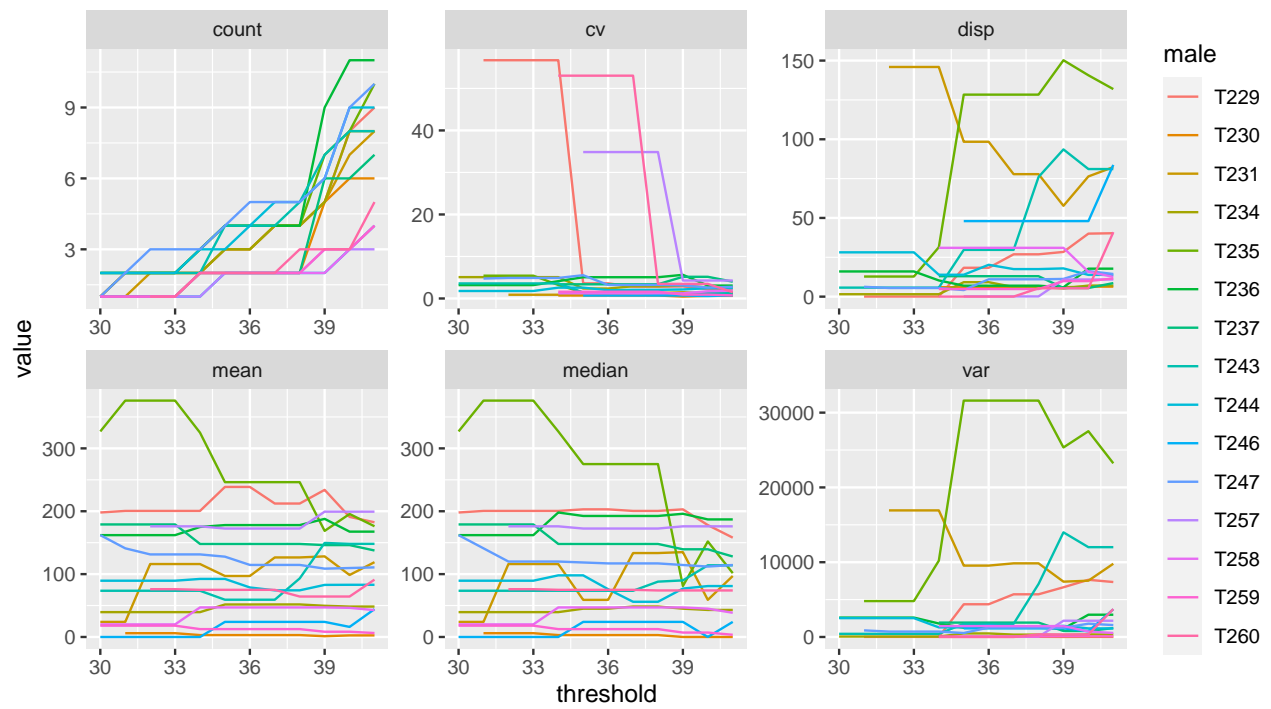 count
cv
disp
9
6
3
30
33
36
39
40
20
0
30
33
36
39
150
100
50
0
30
33
36
39
mean
median
var
300
200
100
0
30
33
36
39
300
200
100
0
30
33
36
39
30000
20000
10000
0
30
33
36
39
value
threshold
male
T229
T230
T231
T234
T235
T236
T237
T243
T244
T246
T247
T257
T258
T259
T260